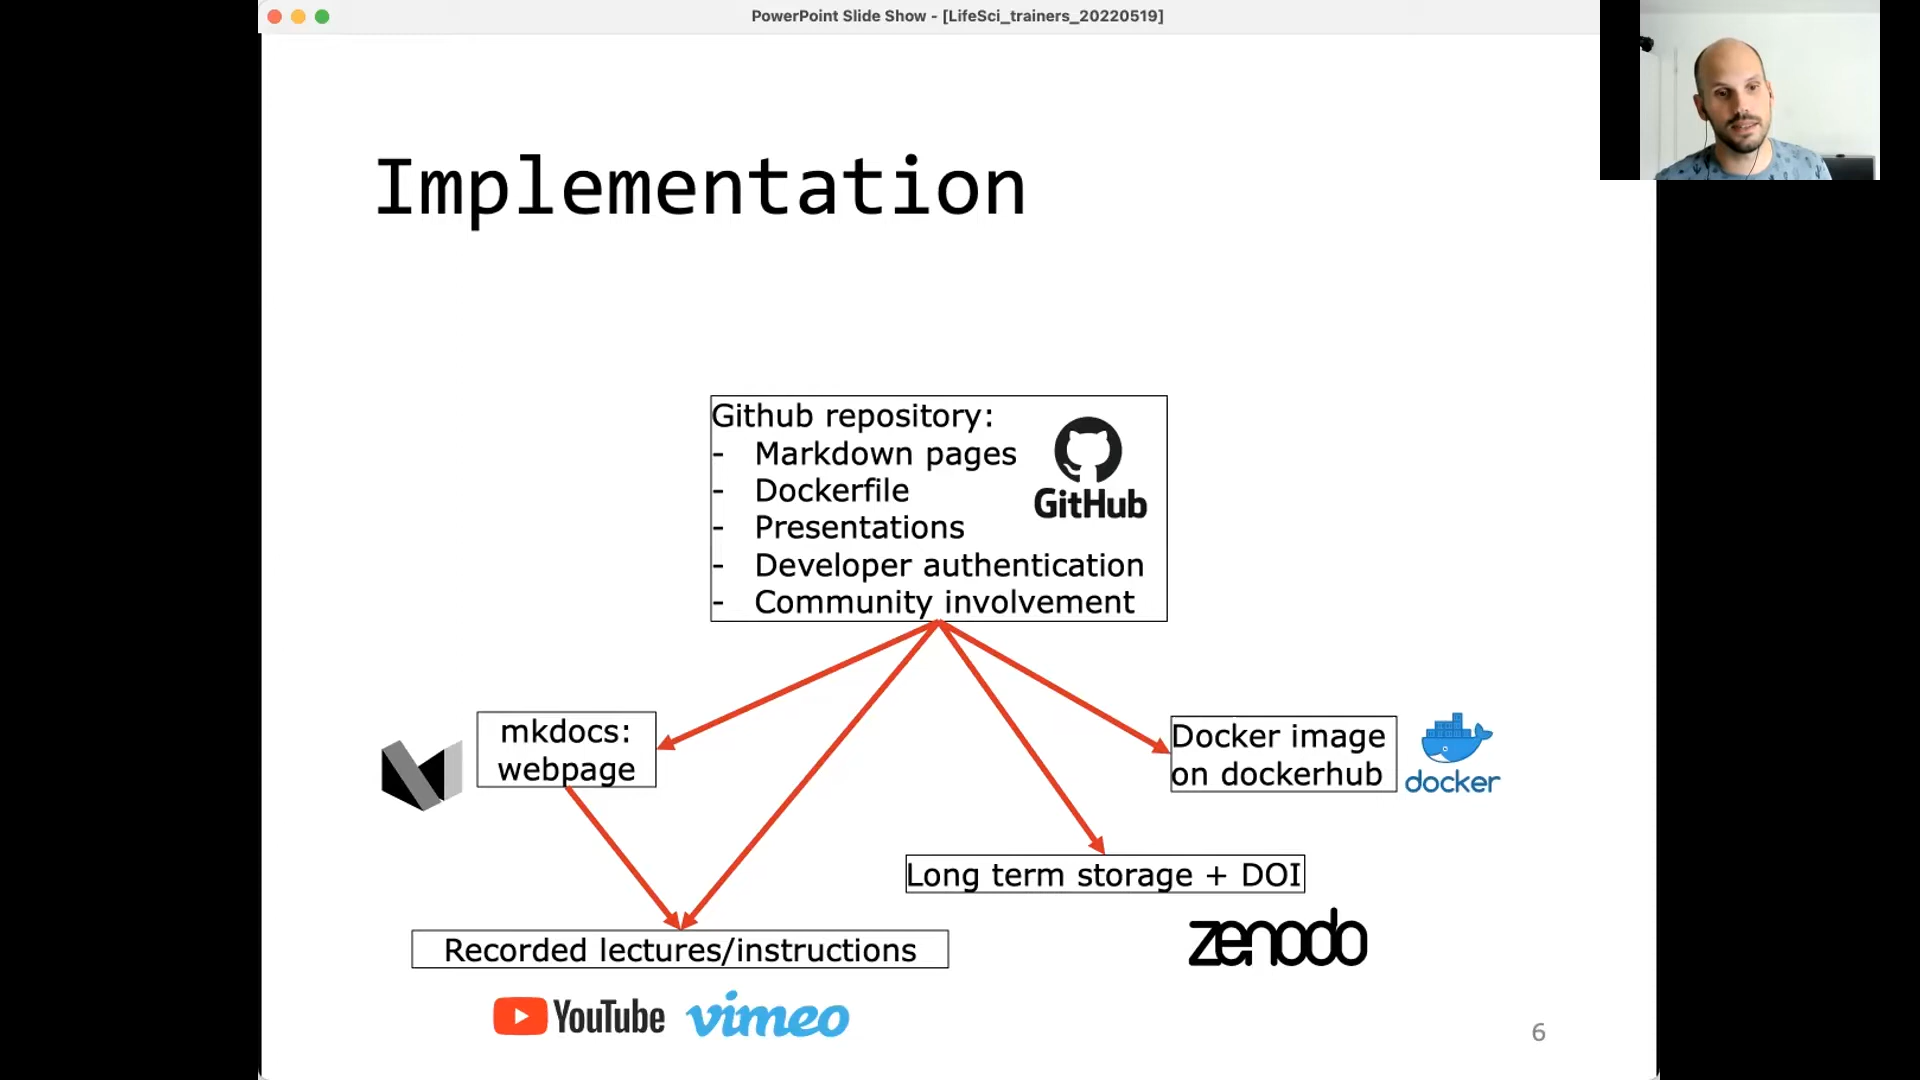 PowerPoint Slide Show - [LifeSci_trainers_20220519]
Implementation
Github repository:
- Markdown pages
- Dockerfile
- Presentations
- Developer authentication
- Community involvement
GitHub
mkdocs:
webpage
Docker image
on dockerhub
docker
Long term storage + DOI
zenodo
Recorded lectures/instructions
YouTube
vimeo
6